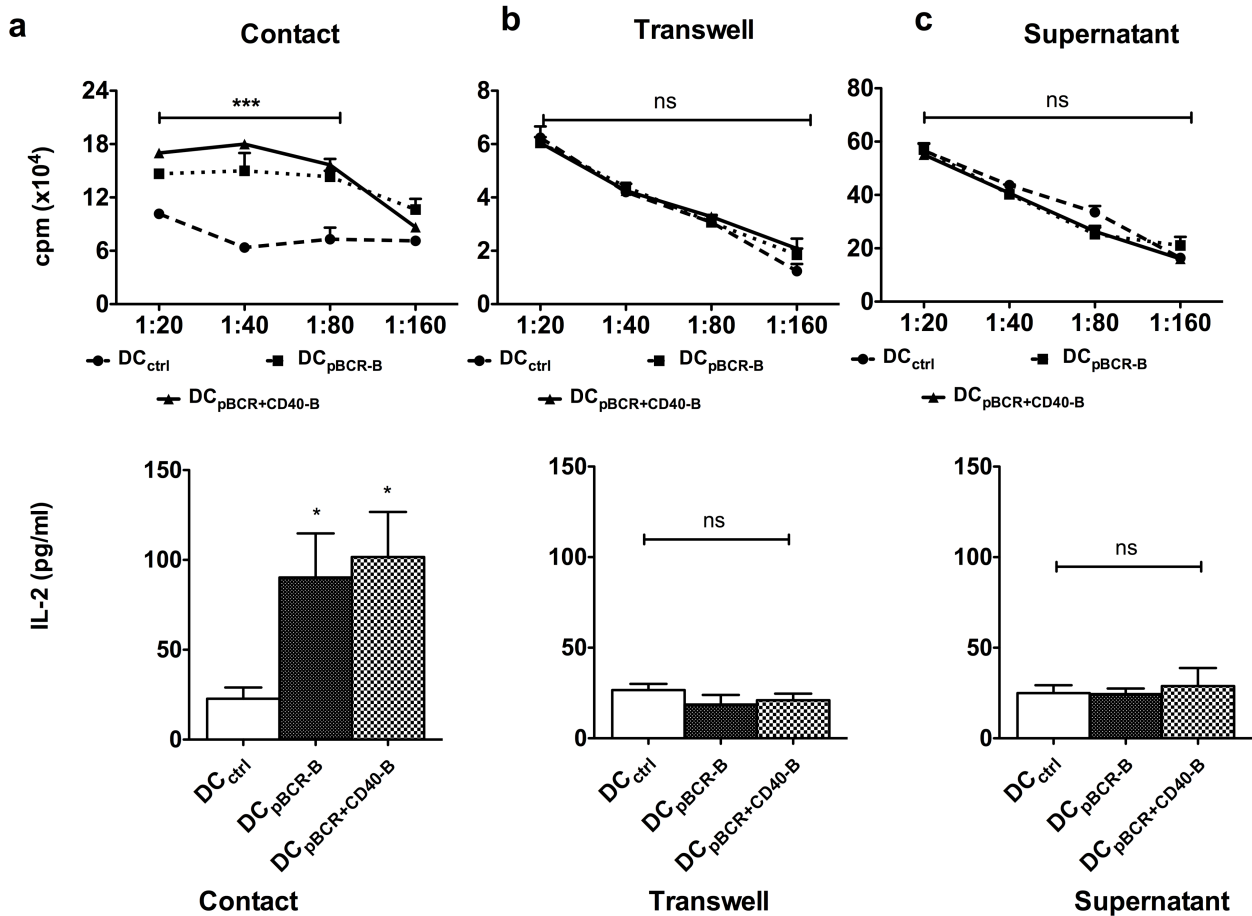 a
Contact
cpm (x10⁴)
24
18
12
6
0
***
1:20 1:40 1:80 1:160
DCctrl DCpBCR-B
DCpBCR+CD40-B
b
Transwell
8
6
4
2
0
ns
1:20 1:40 1:80 1:160
DCctrl DCpBCR-B
DCpBCR+CD40-B
c
Supernatant
80
60
40
20
0
ns
1:20 1:40 1:80 1:160
DCctrl DCpBCR-B
DCpBCR+CD40-B
IL-2 (pg/ml)
150
100
50
0
*
*
DCctrl
DCpBCR-B
DCpBCR+CD40-B
Contact
150
100
50
0
ns
DCctrl
DCpBCR-B
DCpBCR+CD40-B
Transwell
150
100
50
0
ns
DCctrl
DCpBCR-B
DCpBCR+CD40-B
Supernatant